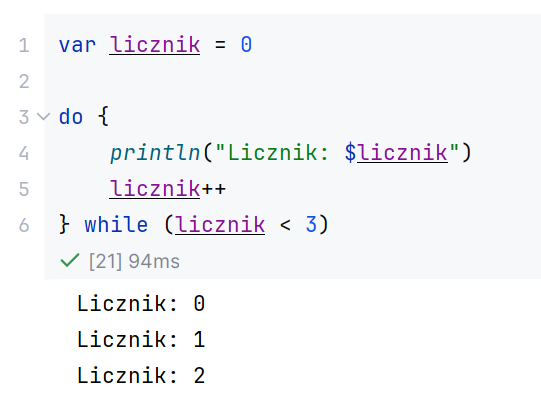 1 var licznik = 0
2
3 do {
4     println("Licznik: $licznik")
5     licznik++
6 } while (licznik < 3)
[21] 94ms
Licznik: 0
Licznik: 1
Licznik: 2